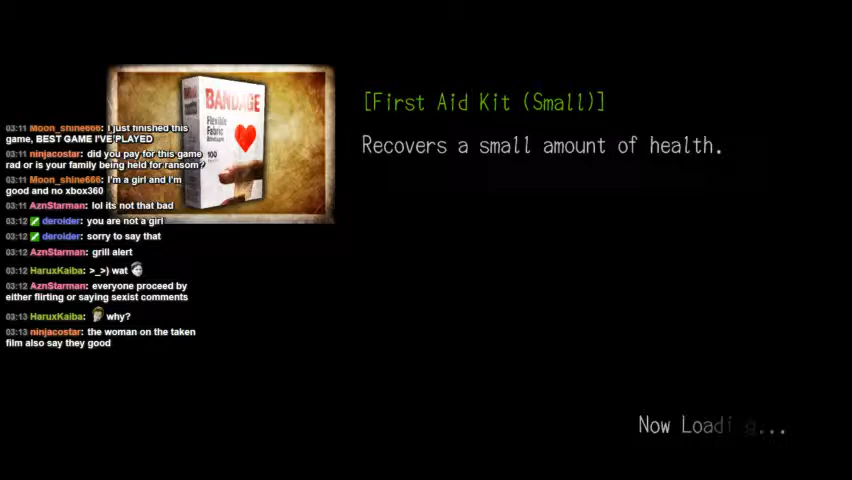 [First Aid Kit (Small)]
Recovers a small amount of health.
BANDAGE
Flexible
Fabric
100
03:11 Moon_shine666: I just finished this
game, BEST GAME I'VE PLAYED
03:11 ninjacostar: did you pay for this game
rad or is your family being held for ransom?
03:11 Moon_shine666: I'm a girl and I'm
good and no xbox360
03:11 AznStarman: lol its not that bad
03:12 deroider: you are not a girl
03:12 deroider: sorry to say that
03:12 AznStarman: grill alert
03:12 HaruxKaiba: >_>) wat
03:12 AznStarman: everyone proceed by
either flirting or saying sexist comments
03:13 HaruxKaiba: why?
03:13 ninjacostar: the woman on the taken
film also say they good
Now Loading...